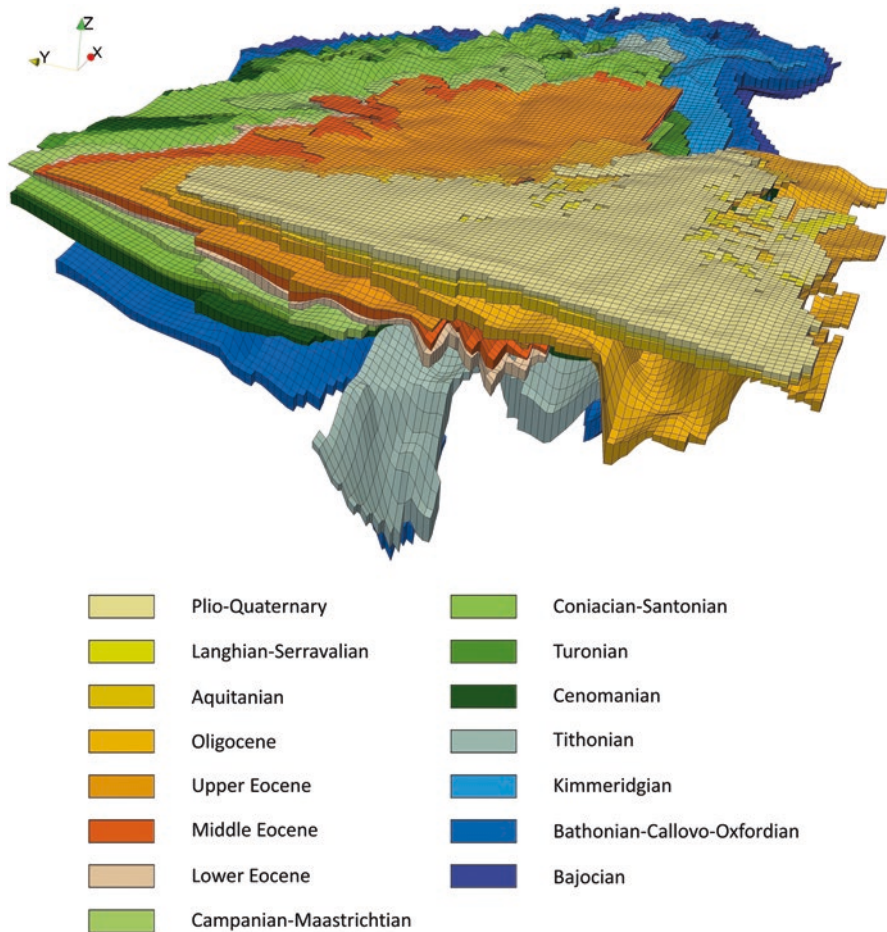 Z
Y
X
Plio-Quaternary
Langhian-Serravalian
Aquitanian
Oligocene
Upper Eocene
Middle Eocene
Lower Eocene
Campanian-Maastrichtian
Coniacian-Santonian
Turonian
Cenomanian
Tithonian
Kimmeridgian
Bathonian-Callovo-Oxfordian
Bajocian